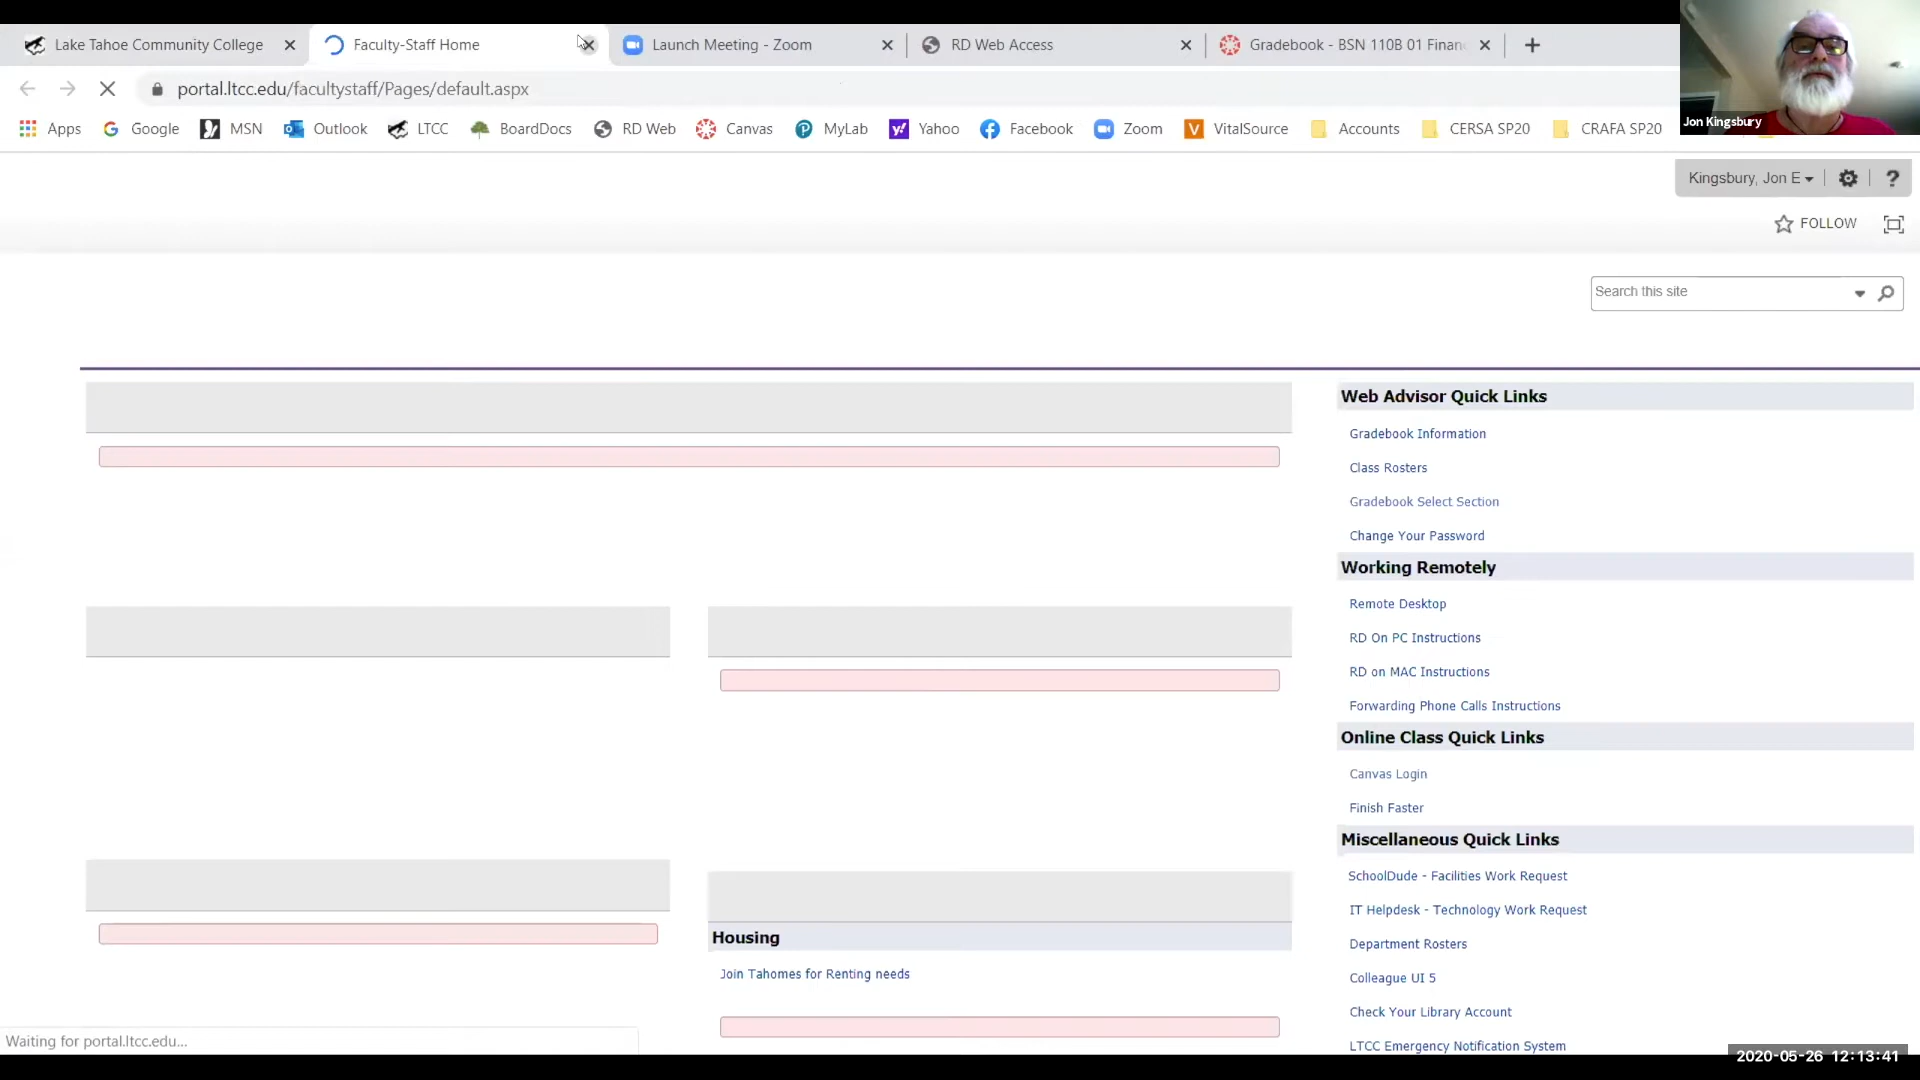 Lake Tahoe Community College
Faculty-Staff Home
Launch Meeting - Zoom
RD Web Access
Gradebook - BSN 110B 01 Finan
portal.ltcc.edu/facultystaff/Pages/default.aspx
Apps
Google
MSN
Outlook
LTCC
BoardDocs
RD Web
Canvas
MyLab
Yahoo
Facebook
Zoom
VitalSource
Accounts
CERSA SP20
CRAFA SP20
Jon Kingsbury
Kingsbury, Jon E
FOLLOW
Search this site
Web Advisor Quick Links
Gradebook Information
Class Rosters
Gradebook Select Section
Change Your Password
Working Remotely
Remote Desktop
RD On PC Instructions
RD on MAC Instructions
Forwarding Phone Calls Instructions
Online Class Quick Links
Canvas Login
Finish Faster
Miscellaneous Quick Links
SchoolDude - Facilities Work Request
IT Helpdesk - Technology Work Request
Department Rosters
Colleague UI 5
Check Your Library Account
LTCC Emergency Notification System
Housing
Join Tahomes for Renting needs
Waiting for portal.ltcc.edu...
2020-05-26 12:13:41